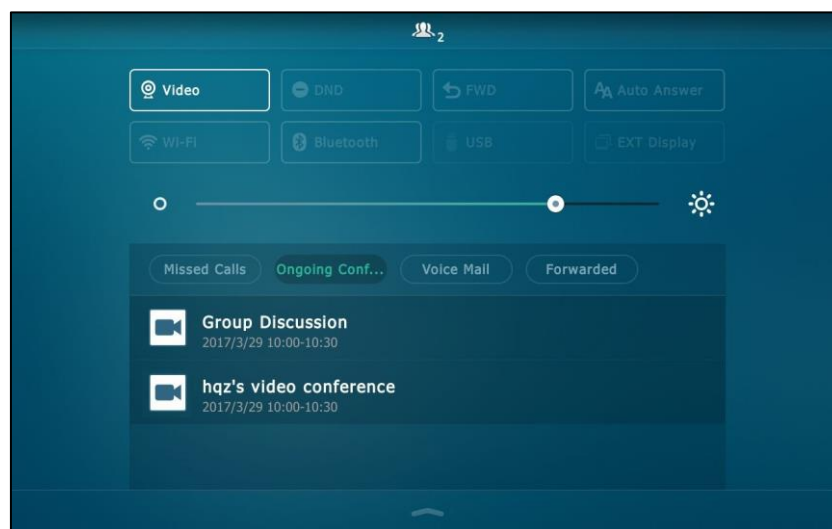 2
Video DND FWD Auto Answer
WI-FI Bluetooth USB EXT Display
Missed Calls Ongoing Conf... Voice Mail Forwarded
Group Discussion
2017/3/29 10:00-10:30
hqz's video conference
2017/3/29 10:00-10:30